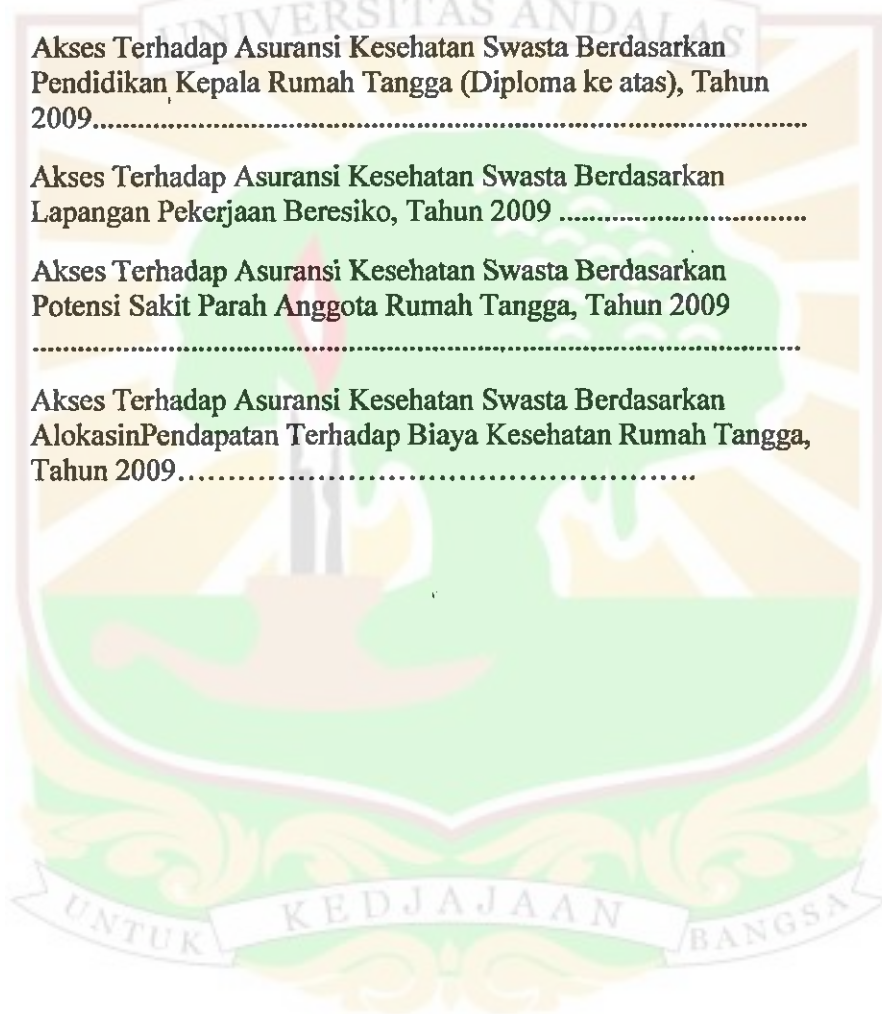 UNIVERSITAS ANDALAS
Akses Terhadap Asuransi Kesehatan Swasta Berdasarkan
Pendidikan Kepala Rumah Tangga (Diploma ke atas), Tahun
2009...............................................................................................
Akses Terhadap Asuransi Kesehatan Swasta Berdasarkan
Lapangan Pekerjaan Beresiko, Tahun 2009 .................................
Akses Terhadap Asuransi Kesehatan Swasta Berdasarkan
Potensi Sakit Parah Anggota Rumah Tangga, Tahun 2009
.......................................................................................................
Akses Terhadap Asuransi Kesehatan Swasta Berdasarkan
AlokasinPendapatan Terhadap Biaya Kesehatan Rumah Tangga,
Tahun 2009......................................................
UNTUK KEDJAJAAN BANGSA